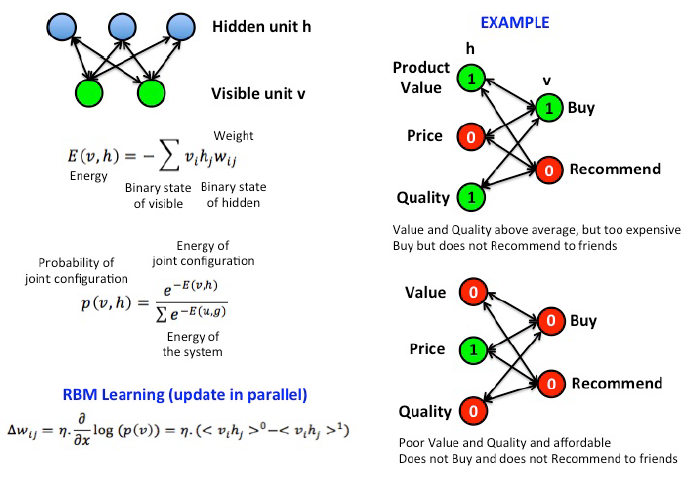 Hidden unit h
Visible unit v
Weight
E(v,h) = − ∑ v_i h_j w_ij
Energy
Binary state of visible
Binary state of hidden
Probability of joint configuration
Energy of joint configuration
p(v,h) = e^−E(v,h) / ∑ e^−E(u,g)
Energy of the system
RBM Learning (update in parallel)
Δw_ij = η. ∂/∂x log (p(v)) = η. (< v_i h_j >^0 − < v_i h_j >^1)
EXAMPLE
h
v
Product Value
1
1
Buy
Price
0
0
Recommend
Quality
1
Value and Quality above average, but too expensive
Buy but does not Recommend to friends
Value
0
0
Buy
Price
1
0
Recommend
Quality
0
Poor Value and Quality and affordable
Does not Buy and does not Recommend to friends